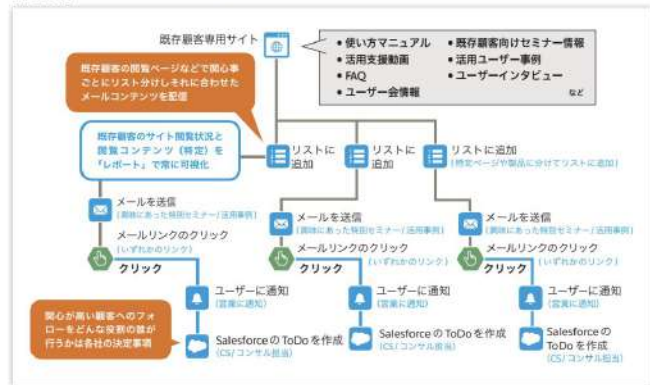 既存顧客専用サイト
• 使い方マニュアル
• 活用支援動画
• FAQ
• ユーザー会情報
• 既存顧客向けセミナー情報
• 活用ユーザー事例
• ユーザーインタビュー
など
既存顧客の閲覧ページなどで関心事
ごとにリスト分けしそれに合わせた
メールコンテンツを配信
既存顧客のサイト閲覧状況と
閲覧コンテンツ（特定）を
「レポート」で常に可視化
リストに
追加
リストに
追加
リストに
追加
(特定ページや製品に分けてリストに追加)
メールを送信
(興味にあった特別セミナー/活用事例)
メールリンクのクリック
(いずれかのリンク)
クリック
ユーザーに通知
(営業に通知)
SalesforceのToDoを作成
(CS/コンサル担当)
メールを送信
(興味にあった特別セミナー/活用事例)
メールリンクのクリック
(いずれかのリンク)
クリック
ユーザーに通知
(営業に通知)
SalesforceのToDoを作成
(CS/コンサル担当)
メールを送信
(興味にあった特別セミナー/活用事例)
メールリンクのクリック
(いずれかのリンク)
クリック
ユーザーに通知
(営業に通知)
Salesforceの
ToDoを作成
(CS/コンサル担当)
関心が高い顧客へのフォ
ローをどんな役割の誰が
行うかは各社の決定事項